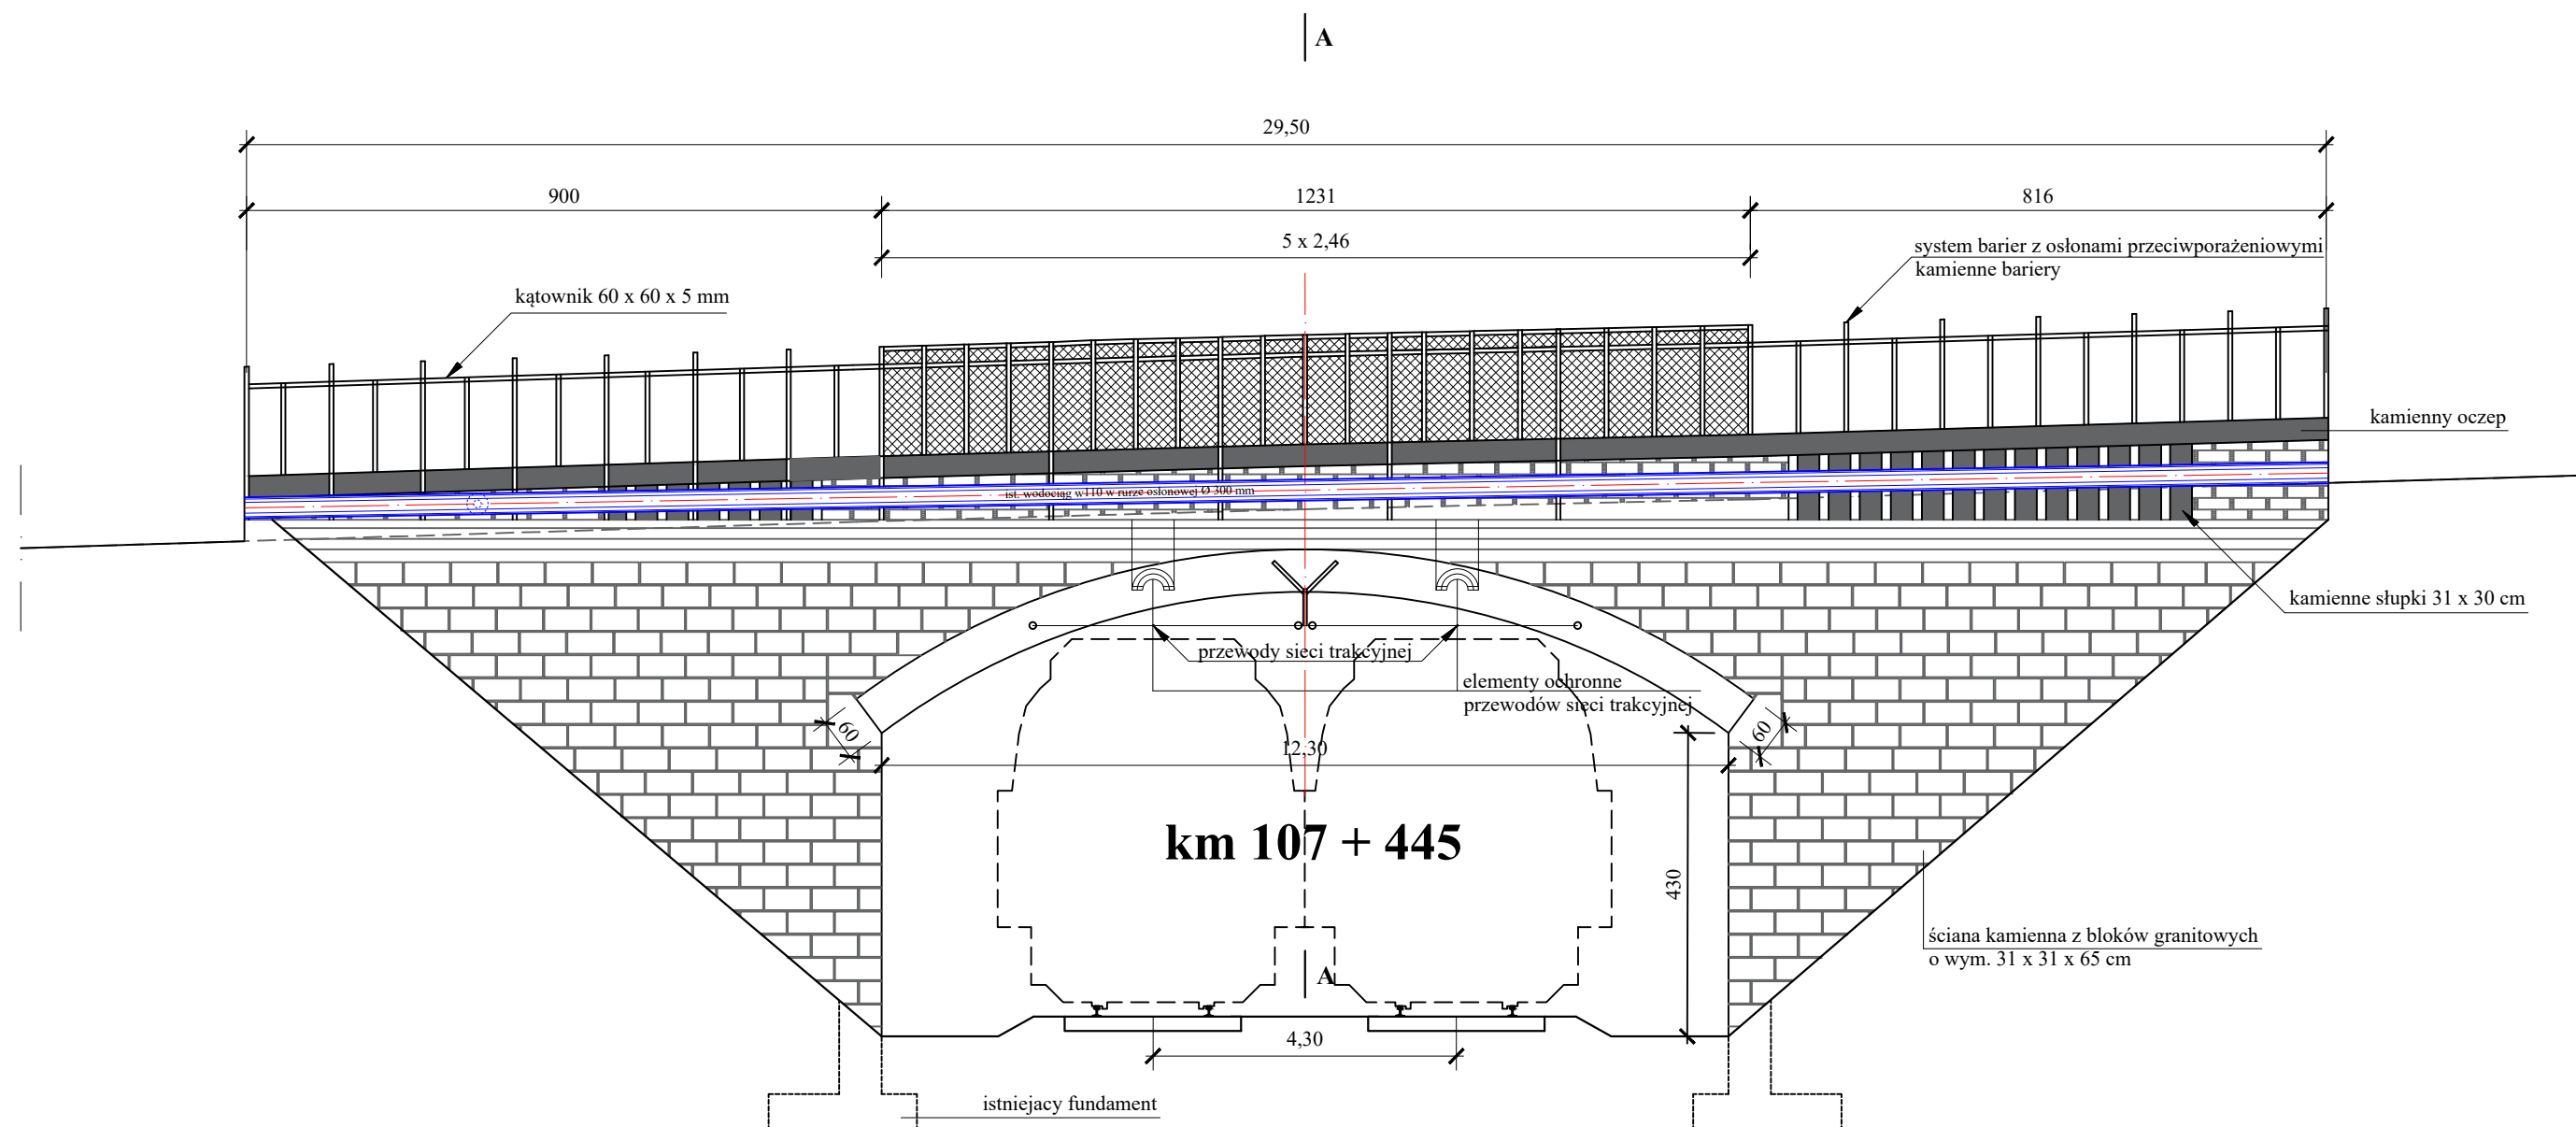 A
29,50
900
1231
816
5 x 2,46
system barier z osłonami przeciwporażeniowymi
kamienne bariery
kątownik 60 x 60 x 5 mm
kamienny oczep
ist. wodociąg w110 w rurze osłonowej Ø 300 mm
kamienne słupki 31 x 30 cm
przewody sieci trakcyjnej
elementy ochronne
przewodów sieci trakcyjnej
60
60
12,30
km 107 + 445
430
ściana kamienna z bloków granitowych
o wym. 31 x 31 x 65 cm
A
4,30
istniejacy fundament